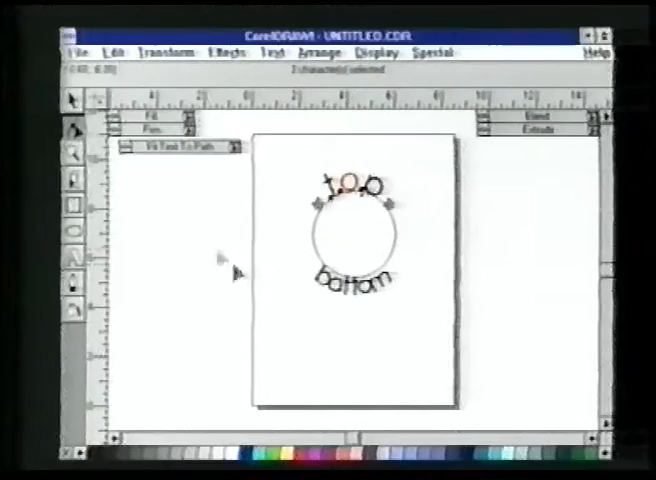 CorelDRAW! - UNTITLED.CDR
File Edit Transform Effects Text Arrange Display Special Help
2 character(s) selected
Fill
Pen
Fit Text To Path
Blend
Extrude
top
bottom